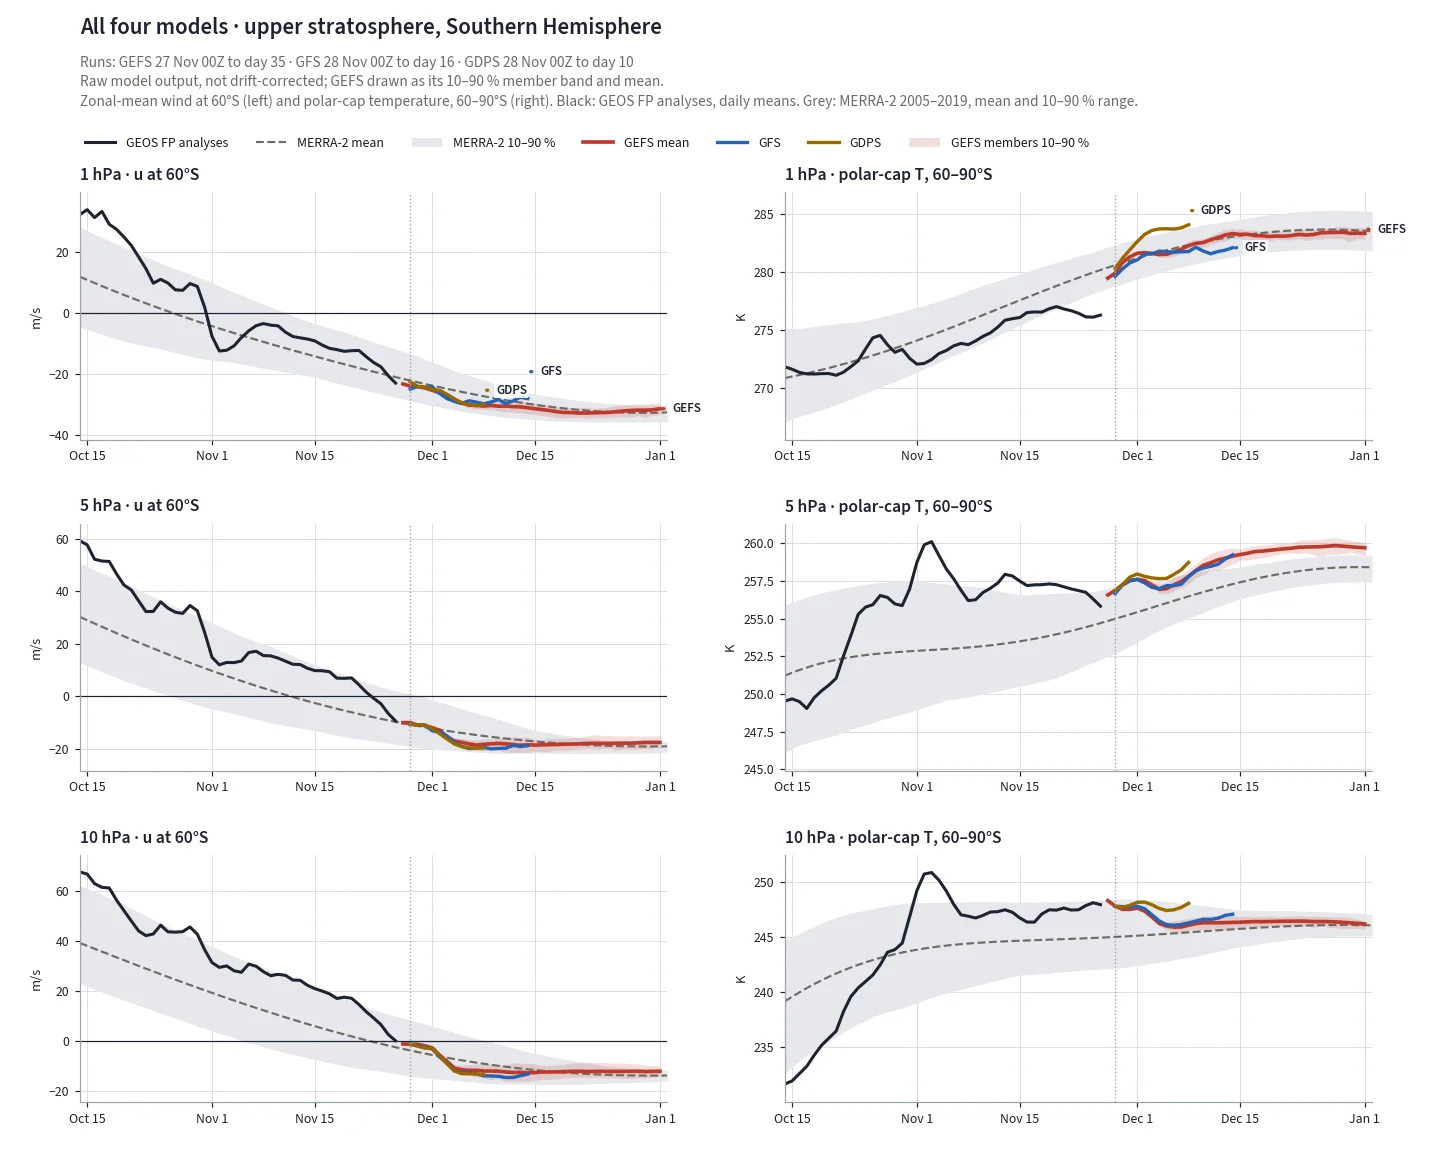 All four models · upper stratosphere, Southern Hemisphere
Runs: GEFS 27 Nov 00Z to day 35 · GFS 28 Nov 00Z to day 16 · GDPS 28 Nov 00Z to day 10
Raw model output, not drift-corrected; GEFS drawn as its 10–90 % member band and mean.
Zonal-mean wind at 60°S (left) and polar-cap temperature, 60–90°S (right). Black: GEOS FP analyses, daily means. Grey: MERRA-2 2005–2019, mean and 10–90 % range.
GEOS FP analyses MERRA-2 mean MERRA-2 10–90 % GEFS mean GFS GDPS GEFS members 10–90 %
1 hPa · u at 60°S
20
0
−20
−40
m/s
GFS
GDPS
GEFS
Oct 15 Nov 1 Nov 15 Dec 1 Dec 15 Jan 1
1 hPa · polar-cap T, 60–90°S
285
280
275
270
K
GDPS
GEFS
GFS
Oct 15 Nov 1 Nov 15 Dec 1 Dec 15 Jan 1
5 hPa · u at 60°S
60
40
20
0
−20
m/s
Oct 15 Nov 1 Nov 15 Dec 1 Dec 15 Jan 1
5 hPa · polar-cap T, 60–90°S
260.0
257.5
255.0
252.5
250.0
247.5
245.0
K
Oct 15 Nov 1 Nov 15 Dec 1 Dec 15 Jan 1
10 hPa · u at 60°S
60
40
20
0
−20
m/s
Oct 15 Nov 1 Nov 15 Dec 1 Dec 15 Jan 1
10 hPa · polar-cap T, 60–90°S
250
245
240
235
K
Oct 15 Nov 1 Nov 15 Dec 1 Dec 15 Jan 1